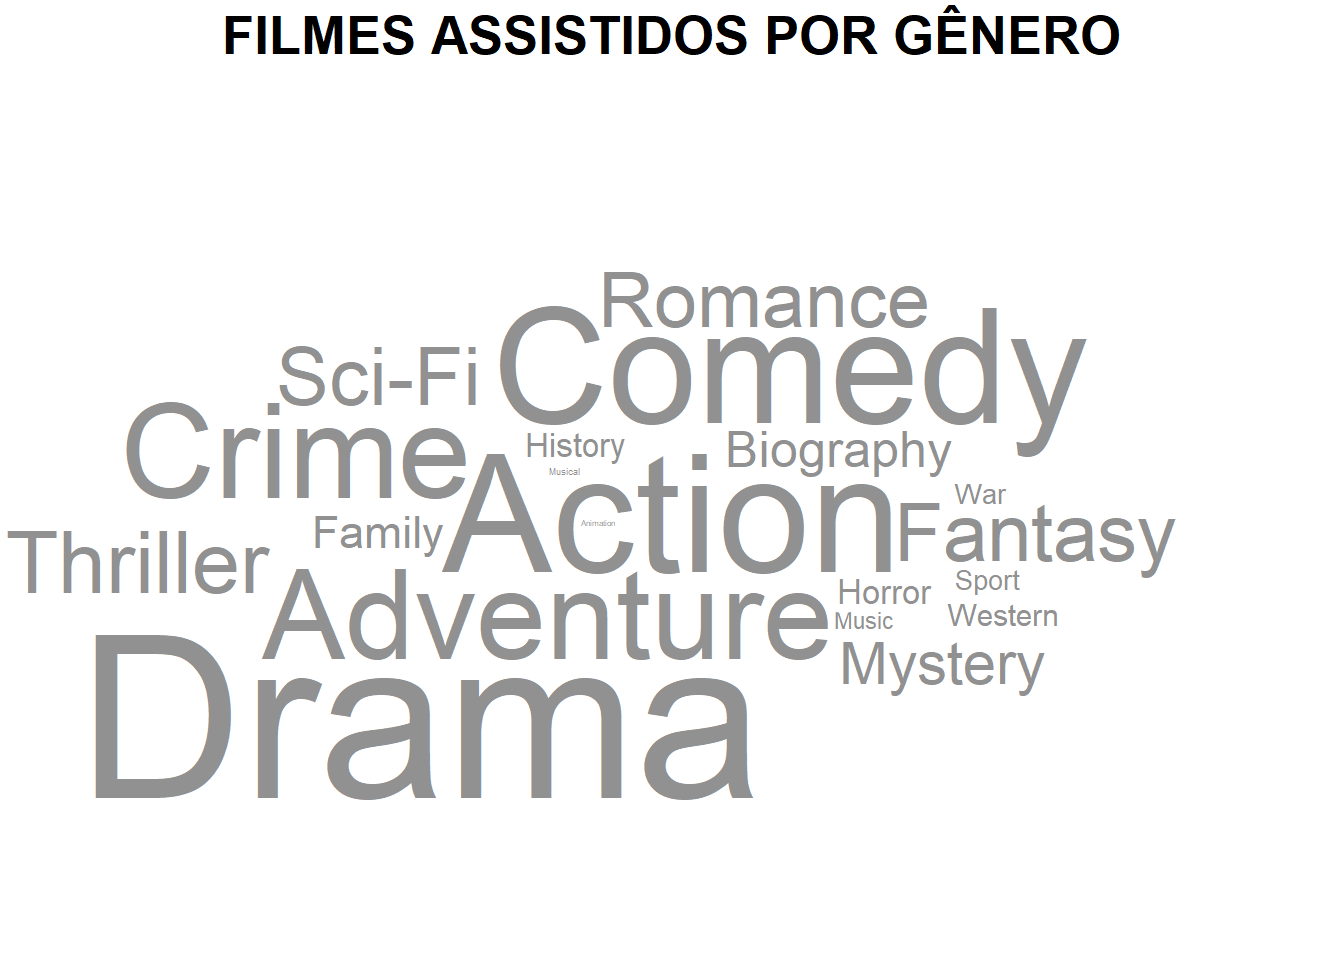 FILMES ASSISTIDOS POR GÊNERO
Romance
Comedy
Sci-Fi
Crime
History
Biography
Musical
Action
War
Fantasy
Animation
Family
Thriller
Adventure
Horror
Sport
Music
Western
Mystery
Drama